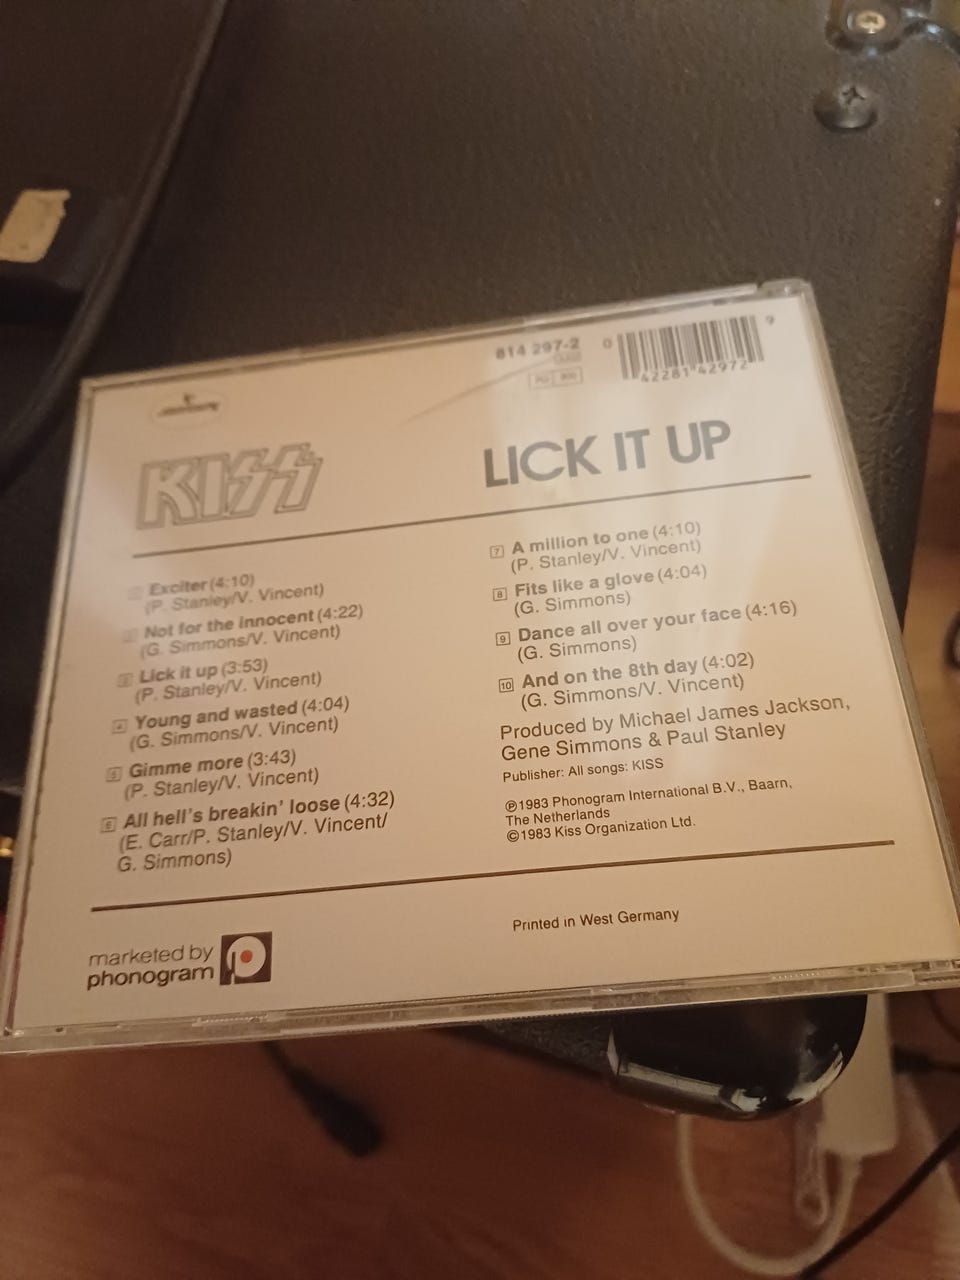 814 297-2
0 42281 42972 9
KISS
LICK IT UP
1 Exciter (4:10)
(P. Stanley/V. Vincent)
2 Not for the innocent (4:22)
(G. Simmons/V. Vincent)
3 Lick it up (3:53)
(P. Stanley/V. Vincent)
4 Young and wasted (4:04)
(G. Simmons/V. Vincent)
5 Gimme more (3:43)
(P. Stanley/V. Vincent)
6 All hell's breakin' loose (4:32)
(E. Carr/P. Stanley/V. Vincent/
G. Simmons)
7 A million to one (4:10)
(P. Stanley/V. Vincent)
8 Fits like a glove (4:04)
(G. Simmons)
9 Dance all over your face (4:16)
(G. Simmons)
10 And on the 8th day (4:02)
(G. Simmons/V. Vincent)
Produced by Michael James Jackson,
Gene Simmons & Paul Stanley
Publisher: All songs: KISS
℗1983 Phonogram International B.V., Baarn,
The Netherlands
©1983 Kiss Organization Ltd.
Printed in West Germany
marketed by
phonogram